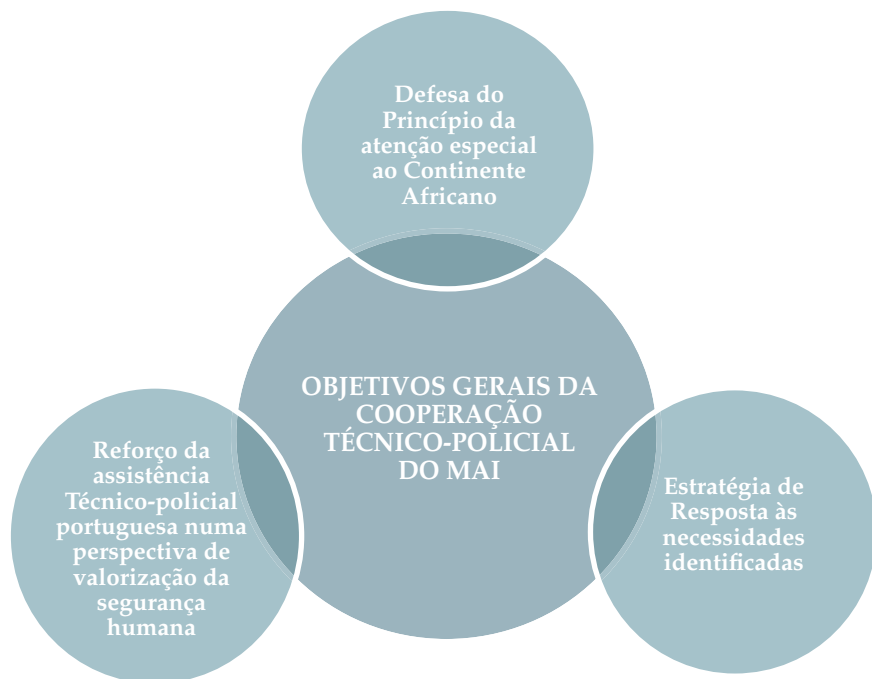 Defesa do
Princípio da
atenção especial
ao Continente
Africano
OBJETIVOS GERAIS DA
COOPERAÇÃO
TÉCNICO-POLICIAL
DO MAI
Reforço da
assistência
Técnico-policial
portuguesa numa
perspectiva de
valorização da
segurança
humana
Estratégia de
Resposta às
necessidades
identificadas